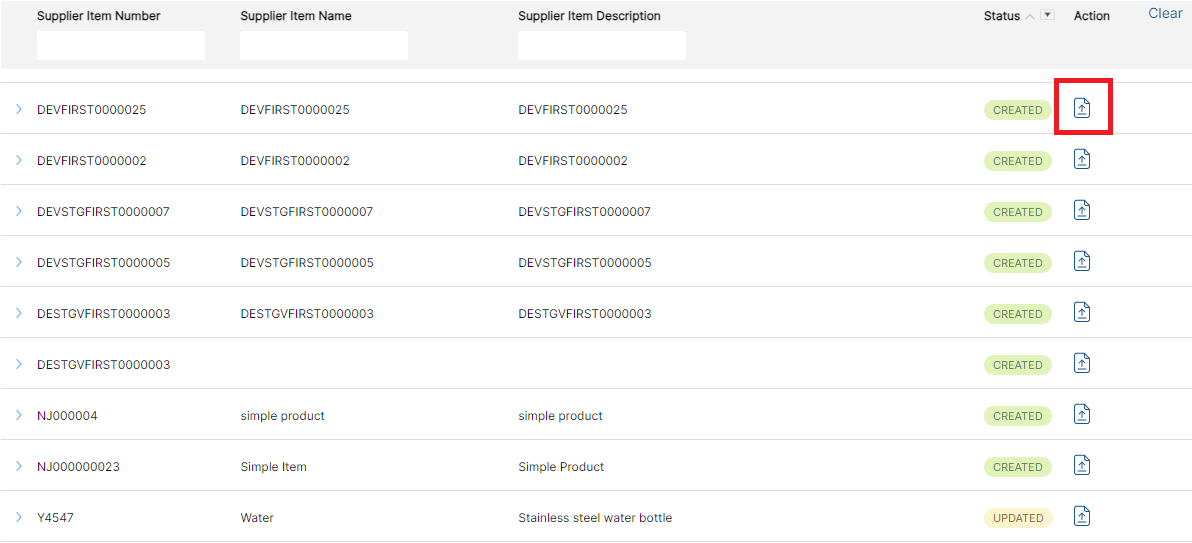 Supplier Item Number Supplier Item Name Supplier Item Description Status Action Clear
DEVFIRST0000025 DEVFIRST0000025 DEVFIRST0000025 CREATED
DEVFIRST0000002 DEVFIRST0000002 DEVFIRST0000002 CREATED
DEVSTGFIRST0000007 DEVSTGFIRST0000007 DEVSTGFIRST0000007 CREATED
DEVSTGFIRST0000005 DEVSTGFIRST0000005 DEVSTGFIRST0000005 CREATED
DESTGVFIRST0000003 DESTGVFIRST0000003 DESTGVFIRST0000003 CREATED
DESTGVFIRST0000003 CREATED
NJ000004 simple product simple product CREATED
NJ000000023 Simple Item Simple Product CREATED
Y4547 Water Stainless steel water bottle UPDATED